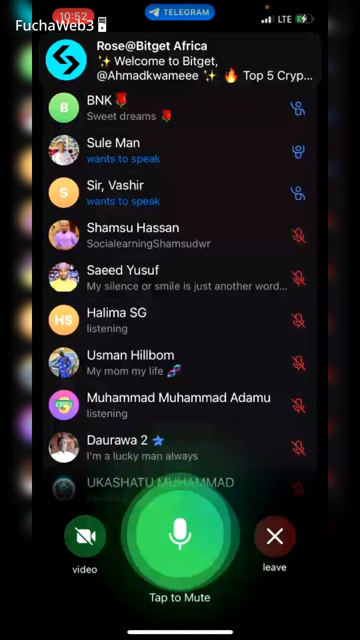 10:52
TELEGRAM
LTE
FuchaWeb3
Rose@Bitget Africa
✨ Welcome to Bitget,
@Ahmadkwameee ✨ 🔥 Top 5 Cryp...
B
BNK🌹
Sweet dreams 🌹
Sule Man
wants to speak
S
Sir, Vashir
wants to speak
Shamsu Hassan
SocialearningShamsudwr
Saeed Yusuf
My silence or smile is just another word...
HS
Halima SG
listening
Usman Hillbom
My mom my life 🧬
Muhammad Muhammad Adamu
listening
Daurawa 2
I'm a lucky man always
UKASHATU MUHAMMAD
video
leave
Tap to Mute